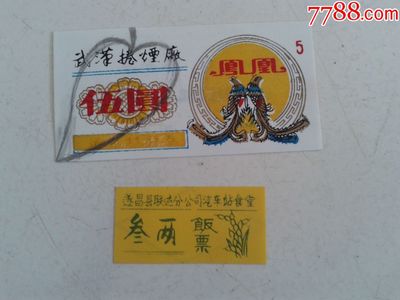 7788.com
武漢捲煙廠
伍圓
鳳凰
5
遂昌县联运分公司汽车站食堂
叁两
飯票